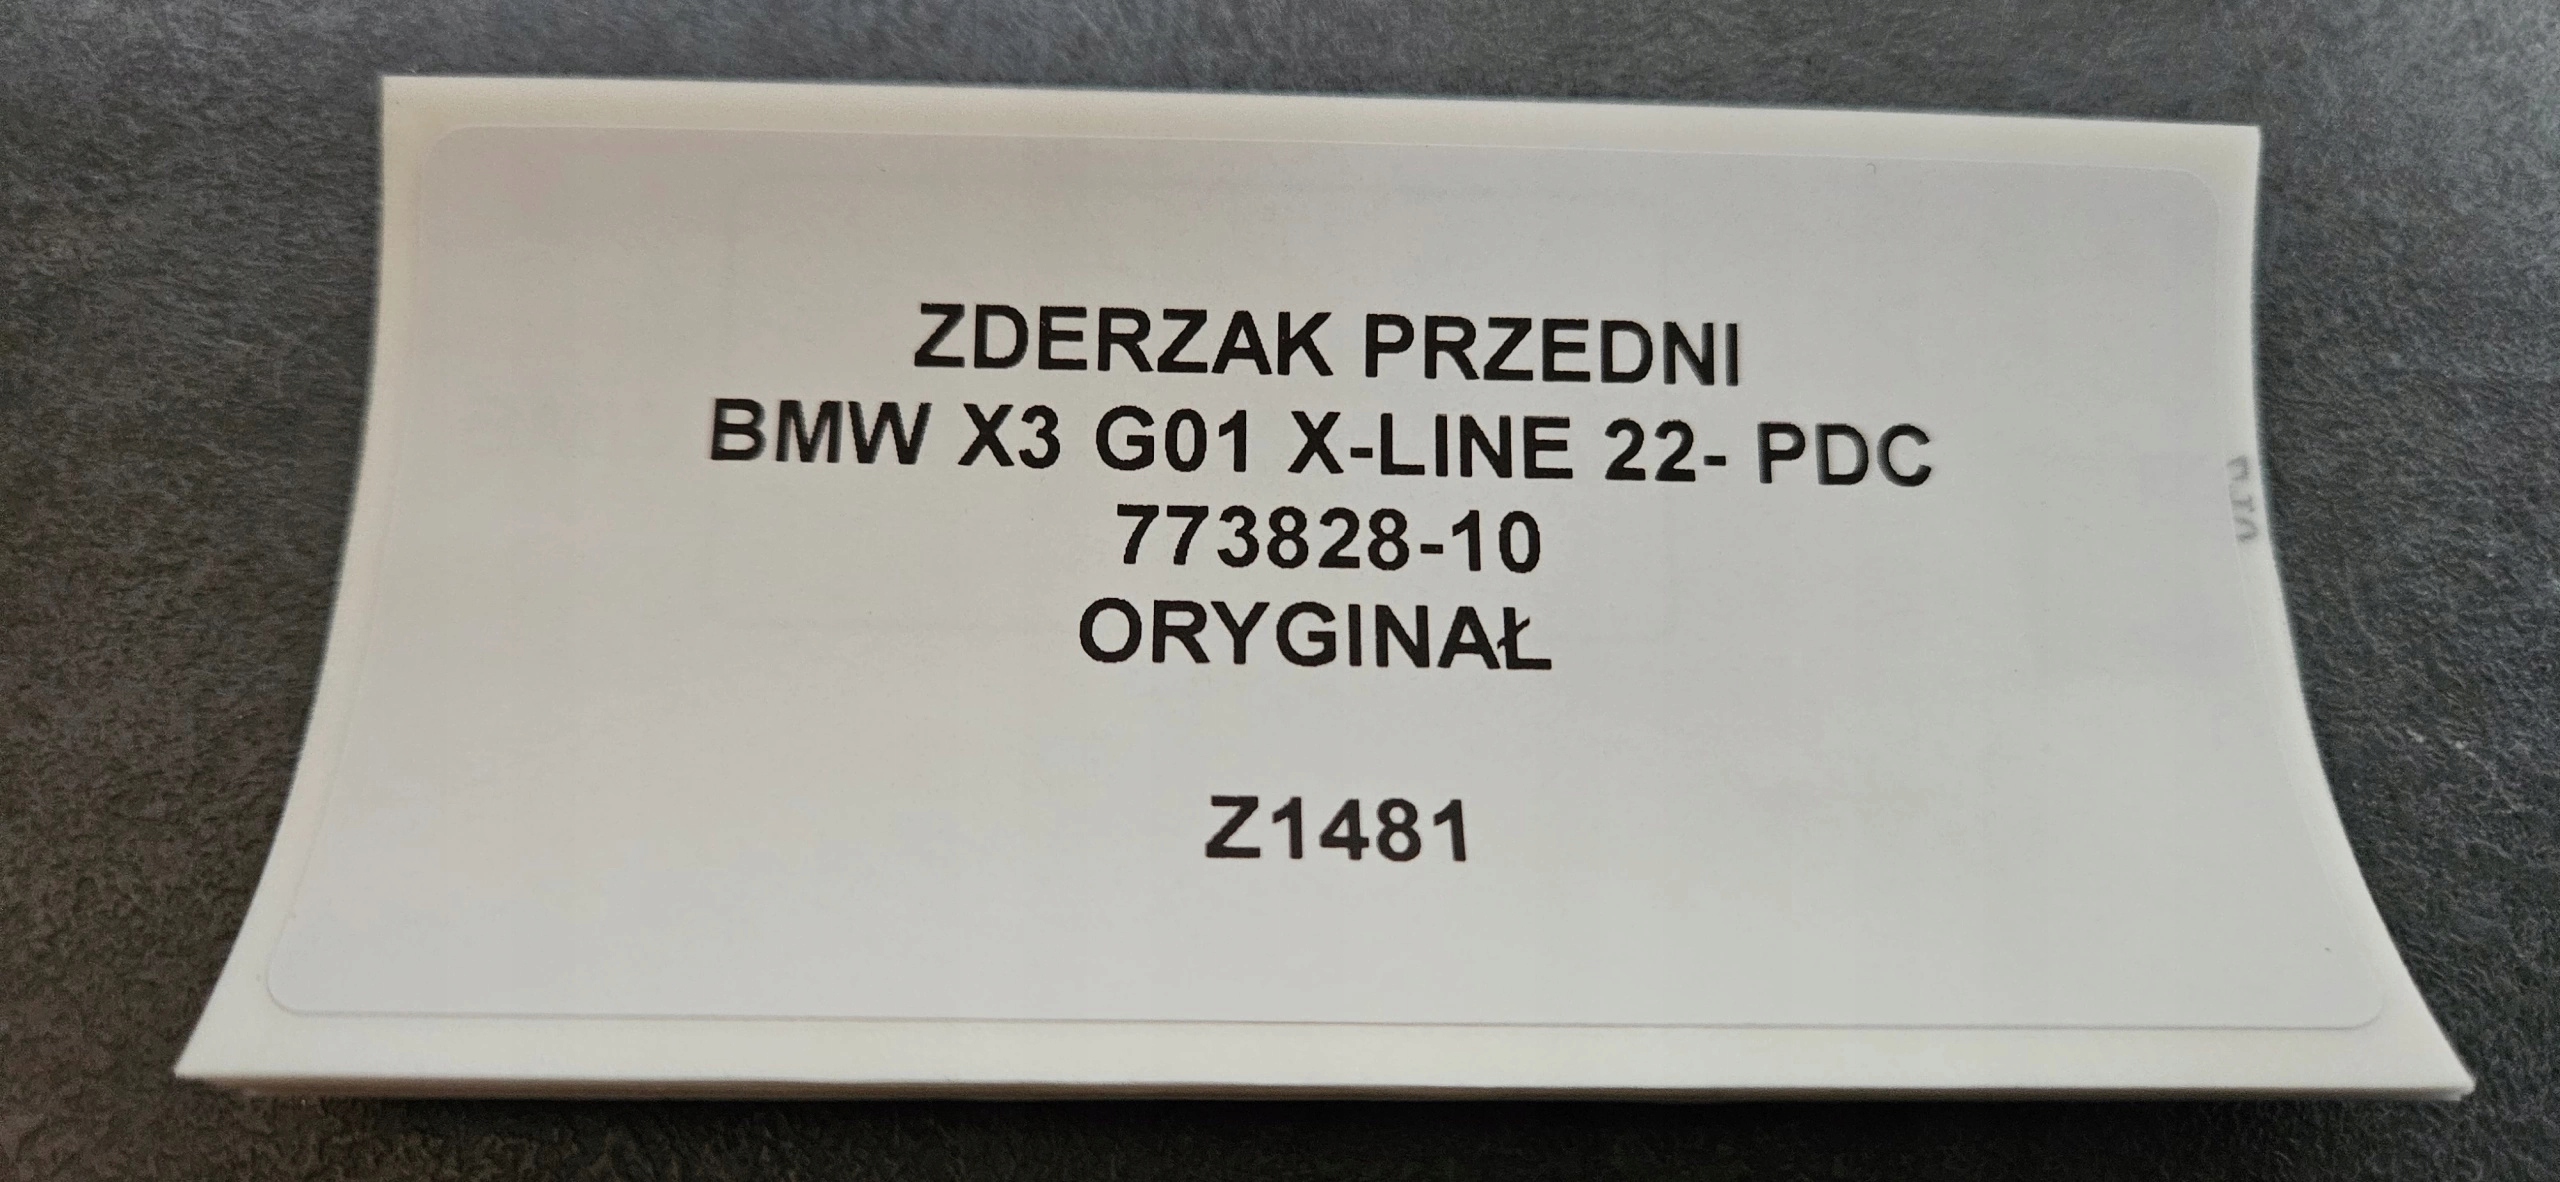 ZDERZAK PRZEDNI
BMW X3 G01 X-LINE 22- PDC
773828-10
ORYGINAŁ
Z1481